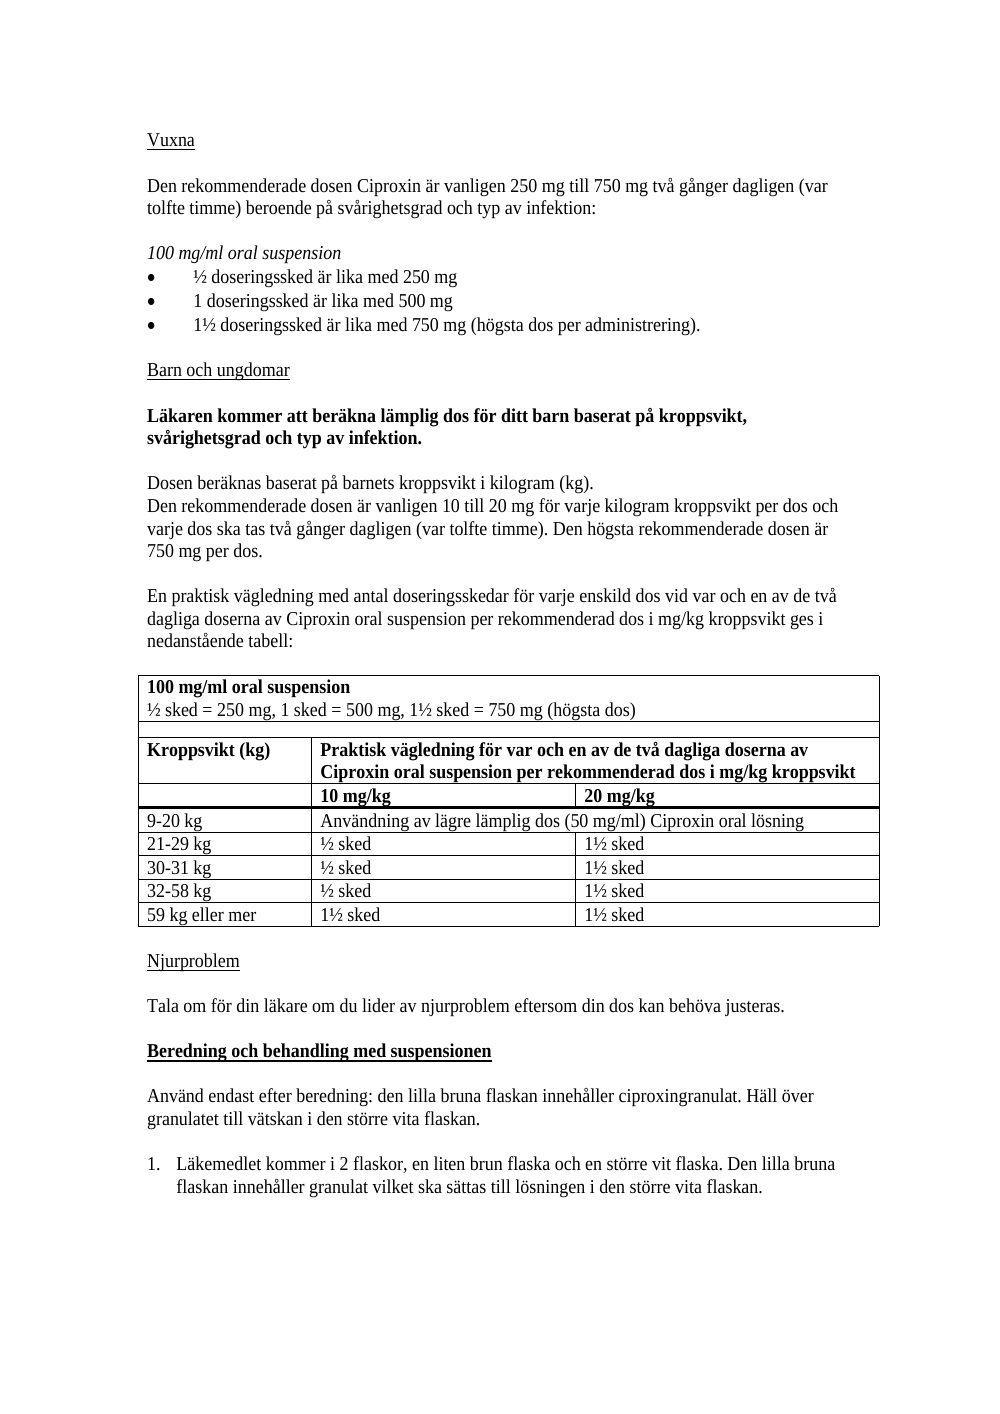 Vuxna
Den rekommenderade dosen Ciproxin är vanligen 250 mg till 750 mg två gånger dagligen (var
tolfte timme) beroende på svårighetsgrad och typ av infektion:
100 mg/ml oral suspension
• ½ doseringssked är lika med 250 mg
• 1 doseringssked är lika med 500 mg
• 1½ doseringssked är lika med 750 mg (högsta dos per administrering).
Barn och ungdomar
Läkaren kommer att beräkna lämplig dos för ditt barn baserat på kroppsvikt,
svårighetsgrad och typ av infektion.
Dosen beräknas baserat på barnets kroppsvikt i kilogram (kg).
Den rekommenderade dosen är vanligen 10 till 20 mg för varje kilogram kroppsvikt per dos och
varje dos ska tas två gånger dagligen (var tolfte timme). Den högsta rekommenderade dosen är
750 mg per dos.
En praktisk vägledning med antal doseringsskedar för varje enskild dos vid var och en av de två
dagliga doserna av Ciproxin oral suspension per rekommenderad dos i mg/kg kroppsvikt ges i
nedanstående tabell:
100 mg/ml oral suspension
½ sked = 250 mg, 1 sked = 500 mg, 1½ sked = 750 mg (högsta dos)
Kroppsvikt (kg) Praktisk vägledning för var och en av de två dagliga doserna av
Ciproxin oral suspension per rekommenderad dos i mg/kg kroppsvikt
10 mg/kg 20 mg/kg
9-20 kg Användning av lägre lämplig dos (50 mg/ml) Ciproxin oral lösning
21-29 kg ½ sked 1½ sked
30-31 kg ½ sked 1½ sked
32-58 kg ½ sked 1½ sked
59 kg eller mer 1½ sked 1½ sked
Njurproblem
Tala om för din läkare om du lider av njurproblem eftersom din dos kan behöva justeras.
Beredning och behandling med suspensionen
Använd endast efter beredning: den lilla bruna flaskan innehåller ciproxingranulat. Häll över
granulatet till vätskan i den större vita flaskan.
1. Läkemedlet kommer i 2 flaskor, en liten brun flaska och en större vit flaska. Den lilla bruna
flaskan innehåller granulat vilket ska sättas till lösningen i den större vita flaskan.